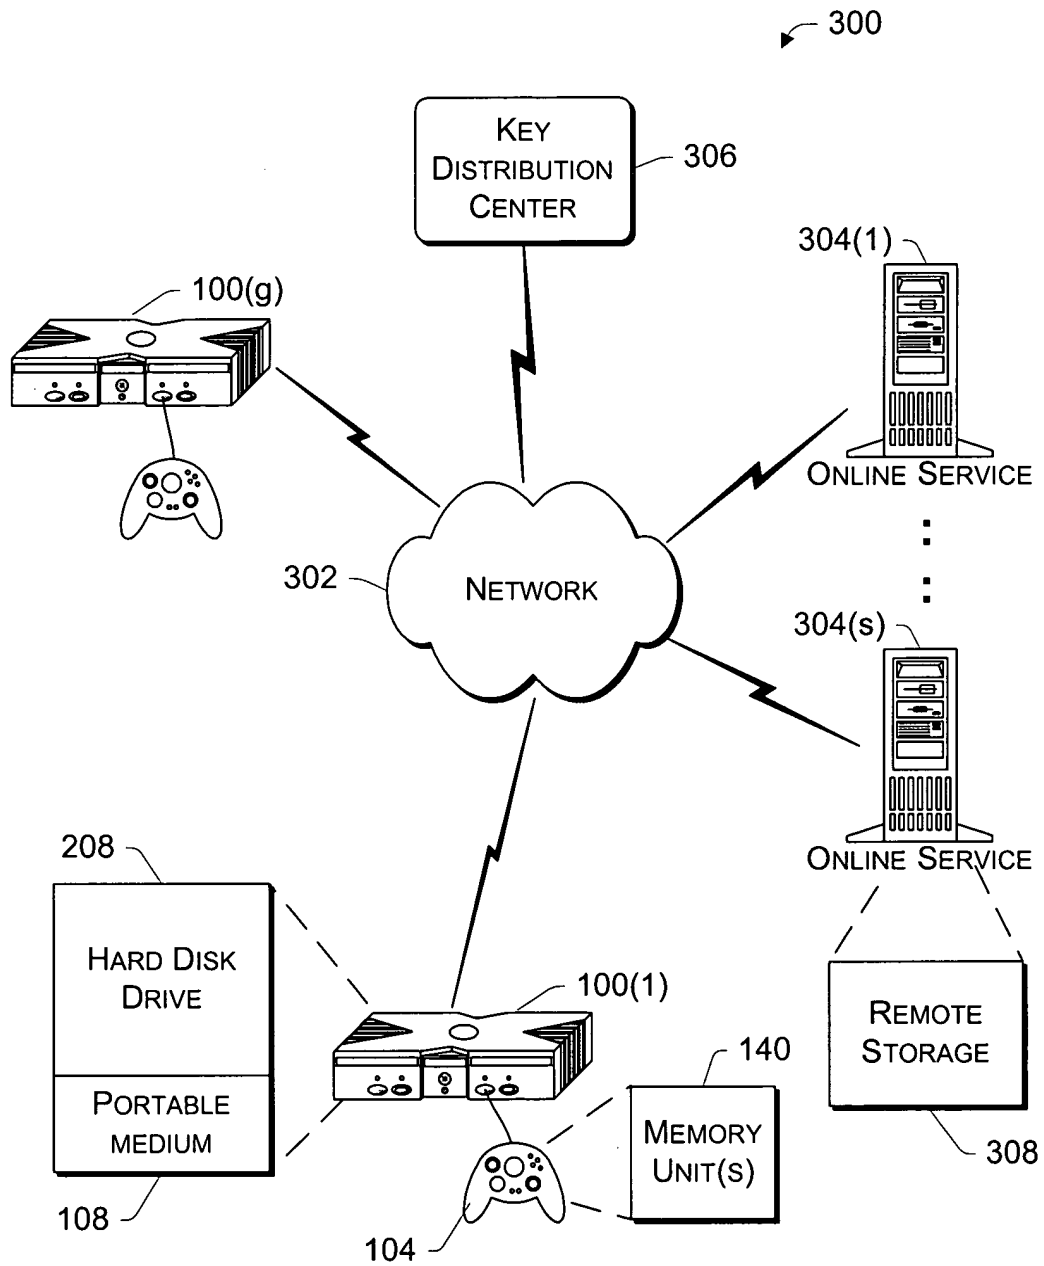 300
KEY
DISTRIBUTION
CENTER
306
304(1)
100(g)
ONLINE SERVICE
302
NETWORK
304(s)
ONLINE SERVICE
208
HARD DISK
DRIVE
100(1)
REMOTE
STORAGE
140
PORTABLE
MEDIUM
MEMORY
UNIT(S)
308
108
104